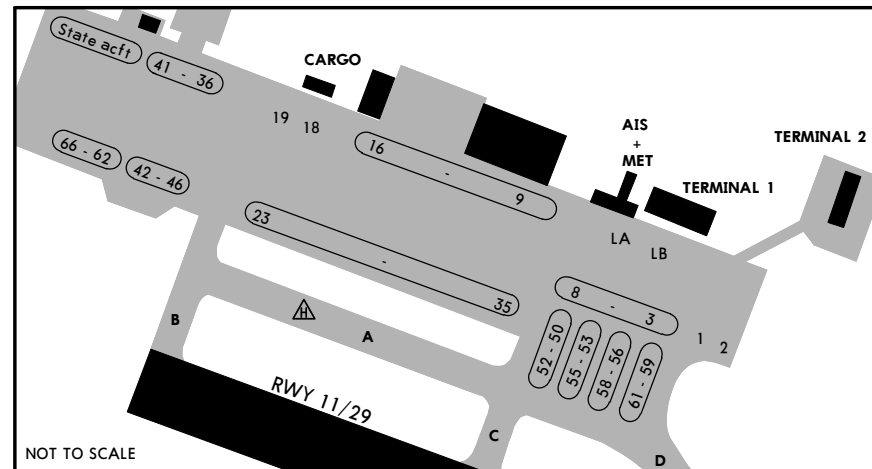 State acft
41 - 36
CARGO
19
18
16 - 9
AIS
+
MET
TERMINAL 2
TERMINAL 1
66 - 62
42 - 46
23 - 35
LA
LB
8 - 3
1
2
52 - 50
55 - 53
58 - 56
61 - 59
H
B
A
RWY 11/29
C
D
NOT TO SCALE